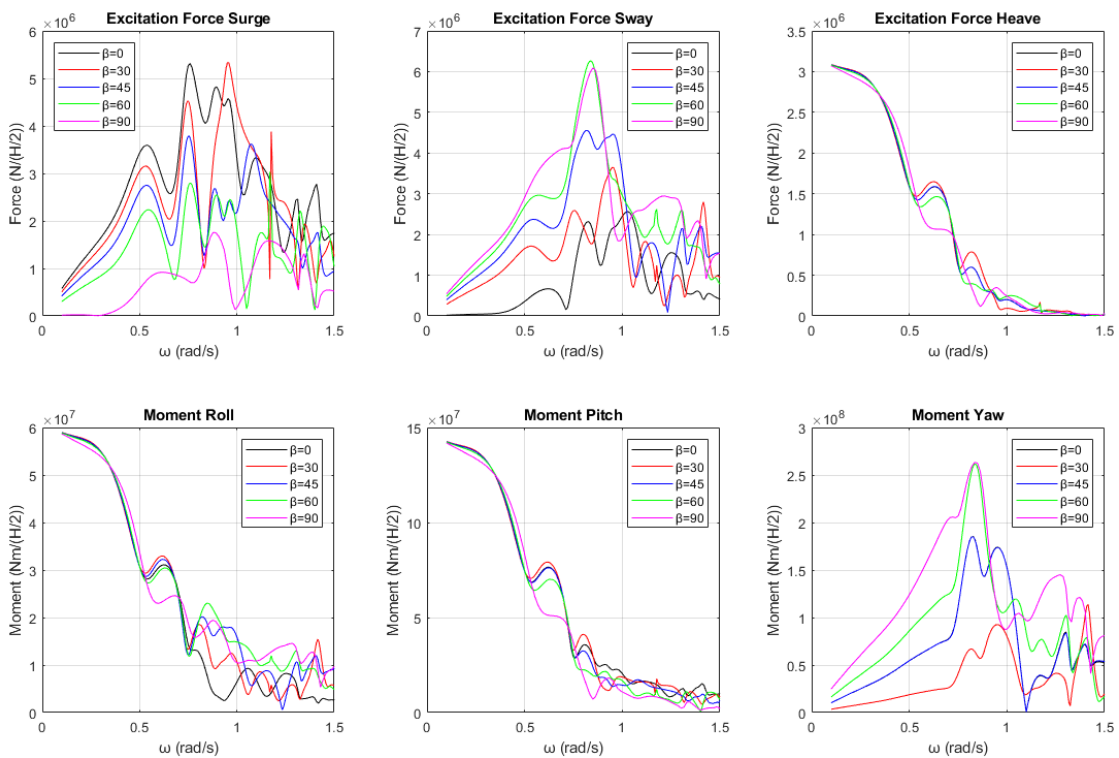 Excitation Force Surge
×10^6
Force (N/(H/2))
6
5
4
3
2
1
0
0 0.5 1 1.5
ω (rad/s)
β=0
β=30
β=45
β=60
β=90
Excitation Force Sway
×10^6
Force (N/(H/2))
7
6
5
4
3
2
1
0
0 0.5 1 1.5
ω (rad/s)
β=0
β=30
β=45
β=60
β=90
Excitation Force Heave
×10^6
Force (N/(H/2))
3.5
3
2.5
2
1.5
1
0.5
0
0 0.5 1 1.5
ω (rad/s)
β=0
β=30
β=45
β=60
β=90
Moment Roll
×10^7
Moment (Nm/(H/2))
6
5
4
3
2
1
0
0 0.5 1 1.5
ω (rad/s)
β=0
β=30
β=45
β=60
β=90
Moment Pitch
×10^7
Moment (Nm/(H/2))
15
10
5
0
0 0.5 1 1.5
ω (rad/s)
β=0
β=30
β=45
β=60
β=90
Moment Yaw
×10^8
Moment (Nm/(H/2))
3
2.5
2
1.5
1
0.5
0
0 0.5 1 1.5
ω (rad/s)
β=0
β=30
β=45
β=60
β=90